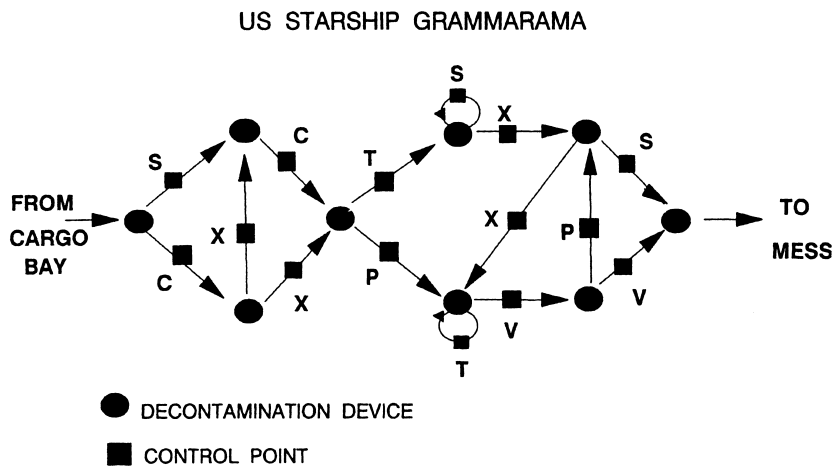 US STARSHIP GRAMMARAMA
S
X
S
C
T
S
FROM
CARGO
BAY
X
X
P
TO
MESS
C
X
P
V
V
T
DECONTAMINATION DEVICE
CONTROL POINT